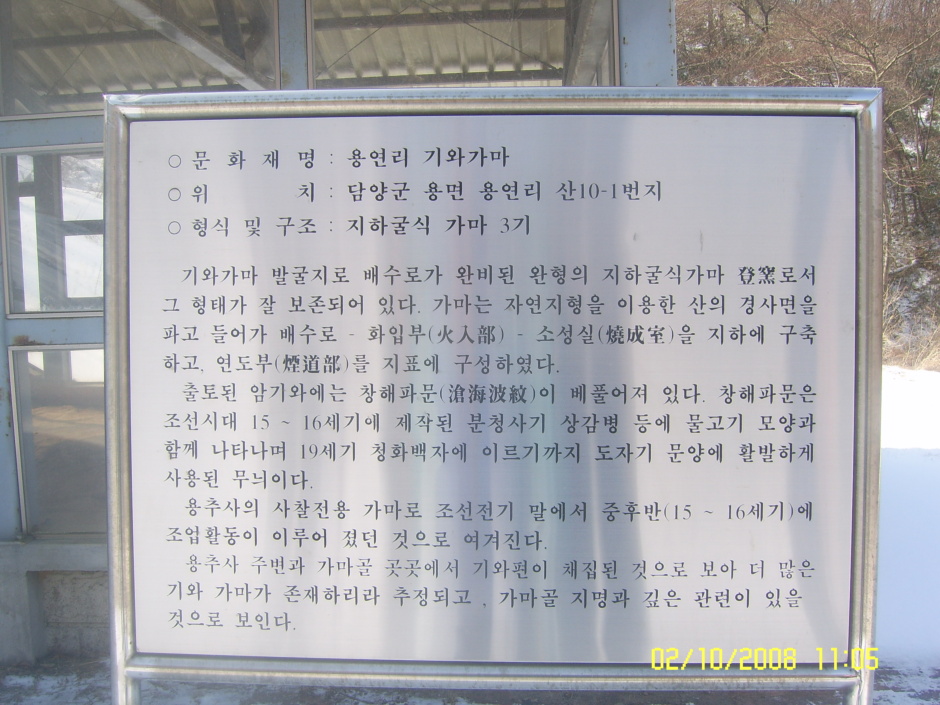 ○ 문 화 재 명 : 용연리 기와가마
○ 위 치 : 담양군 용면 용연리 산10-1번지
○ 형식 및 구조 : 지하굴식 가마 3기
기와가마 발굴지로 배수로가 완비된 완형의 지하굴식가마 登窯로서
그 형태가 잘 보존되어 있다. 가마는 자연지형을 이용한 산의 경사면을
파고 들어가 배수로 - 화입부(火入部) - 소성실(燒成室)을 지하에 구축
하고, 연도부(煙道部)를 지표에 구성하였다.
출토된 암기와에는 창해파문(滄海波紋)이 베풀어져 있다. 창해파문은
조선시대 15 ~ 16세기에 제작된 분청사기 상감병 등에 물고기 모양과
함께 나타나며 19세기 청화백자에 이르기까지 도자기 문양에 활발하게
사용된 무늬이다.
용추사의 사찰전용 가마로 조선전기 말에서 중후반(15 ~ 16세기)에
조업활동이 이루어 졌던 것으로 여겨진다.
용추사 주변과 가마골 곳곳에서 기와편이 채집된 것으로 보아 더 많은
기와 가마가 존재하리라 추정되고 , 가마골 지명과 깊은 관련이 있을
것으로 보인다.
02/10/2008 11:05